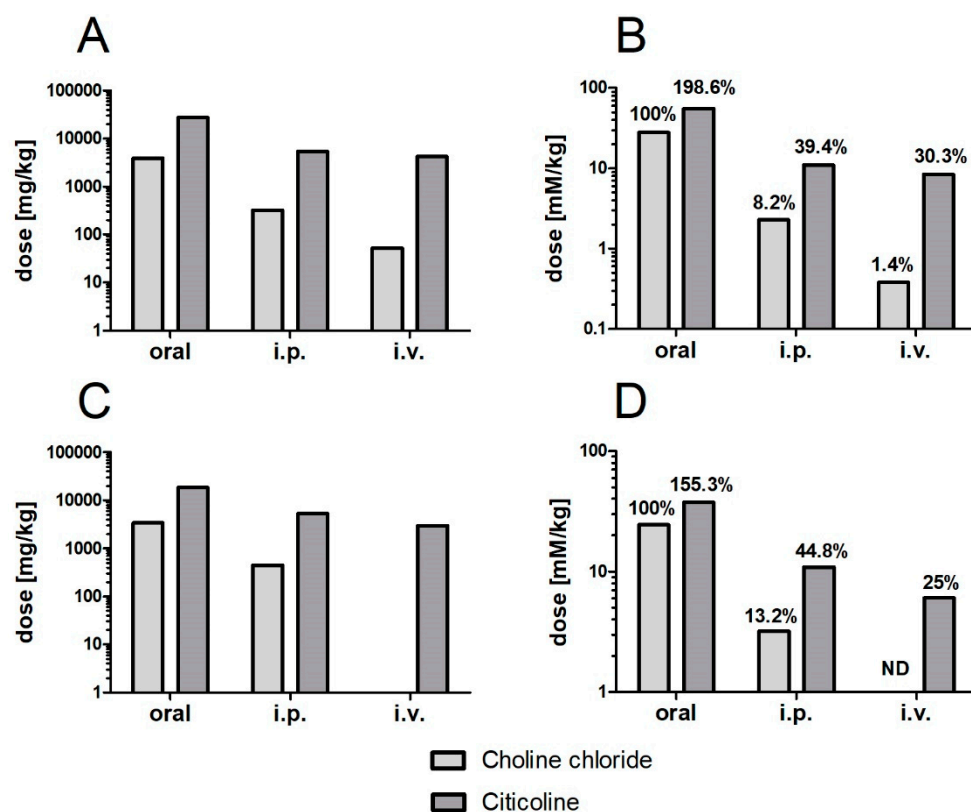 A
dose [mg/kg]
100000
10000
1000
100
10
1
oral i.p. i.v.
B
dose [mM/kg]
100
10
1
0.1
100% 198.6%
8.2% 39.4%
1.4% 30.3%
oral i.p. i.v.
C
dose [mg/kg]
100000
10000
1000
100
10
1
oral i.p. i.v.
D
dose [mM/kg]
100
10
1
100% 155.3%
13.2% 44.8%
ND 25%
oral i.p. i.v.
Choline chloride
Citicoline